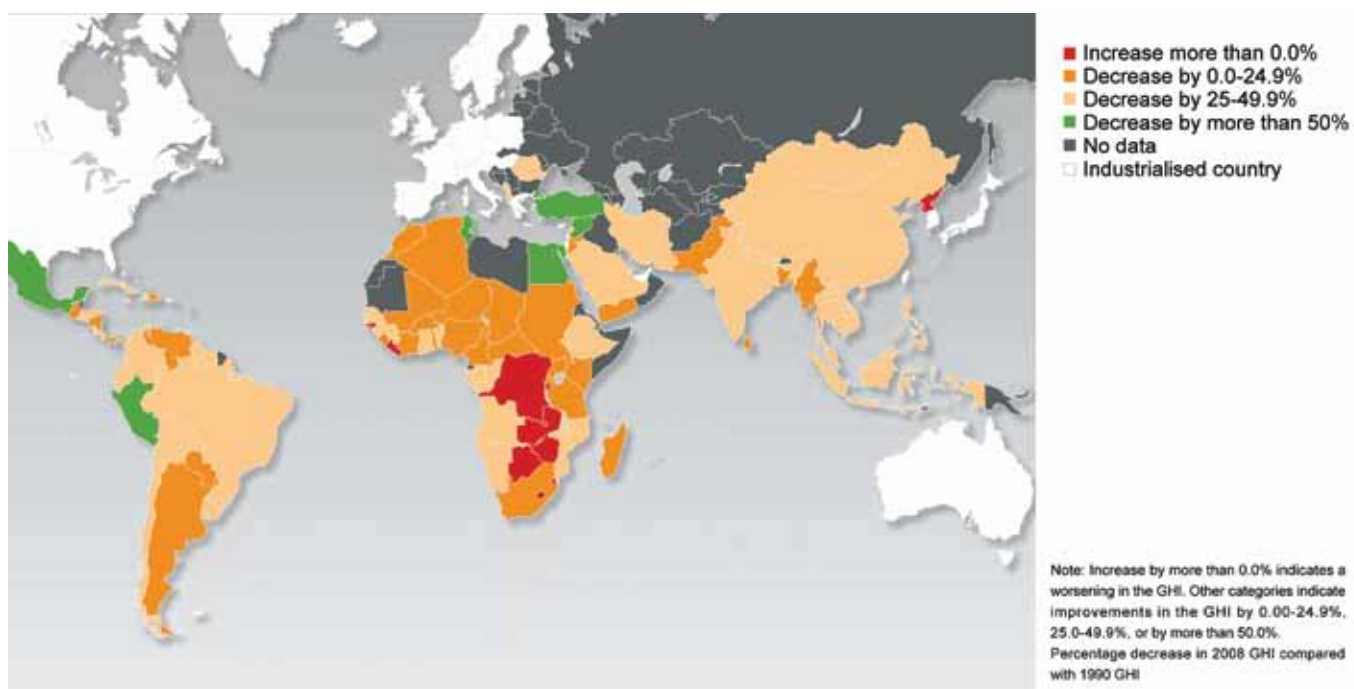 Increase more than 0.0%
Decrease by 0.0-24.9%
Decrease by 25-49.9%
Decrease by more than 50%
No data
Industrialised country
Note: Increase by more than 0.0% indicates a
worsening in the GHI. Other categories indicate
improvements in the GHI by 0.00-24.9%,
25.0-49.9%, or by more than 50.0%.
Percentage decrease in 2008 GHI compared
with 1990 GHI